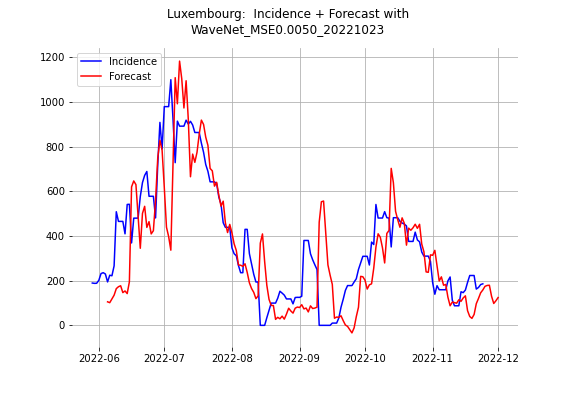 Luxembourg:  Incidence + Forecast with
WaveNet_MSE0.0050_20221023
Incidence
Forecast
1200
1000
800
600
400
200
0
2022-06 2022-07 2022-08 2022-09 2022-10 2022-11 2022-12